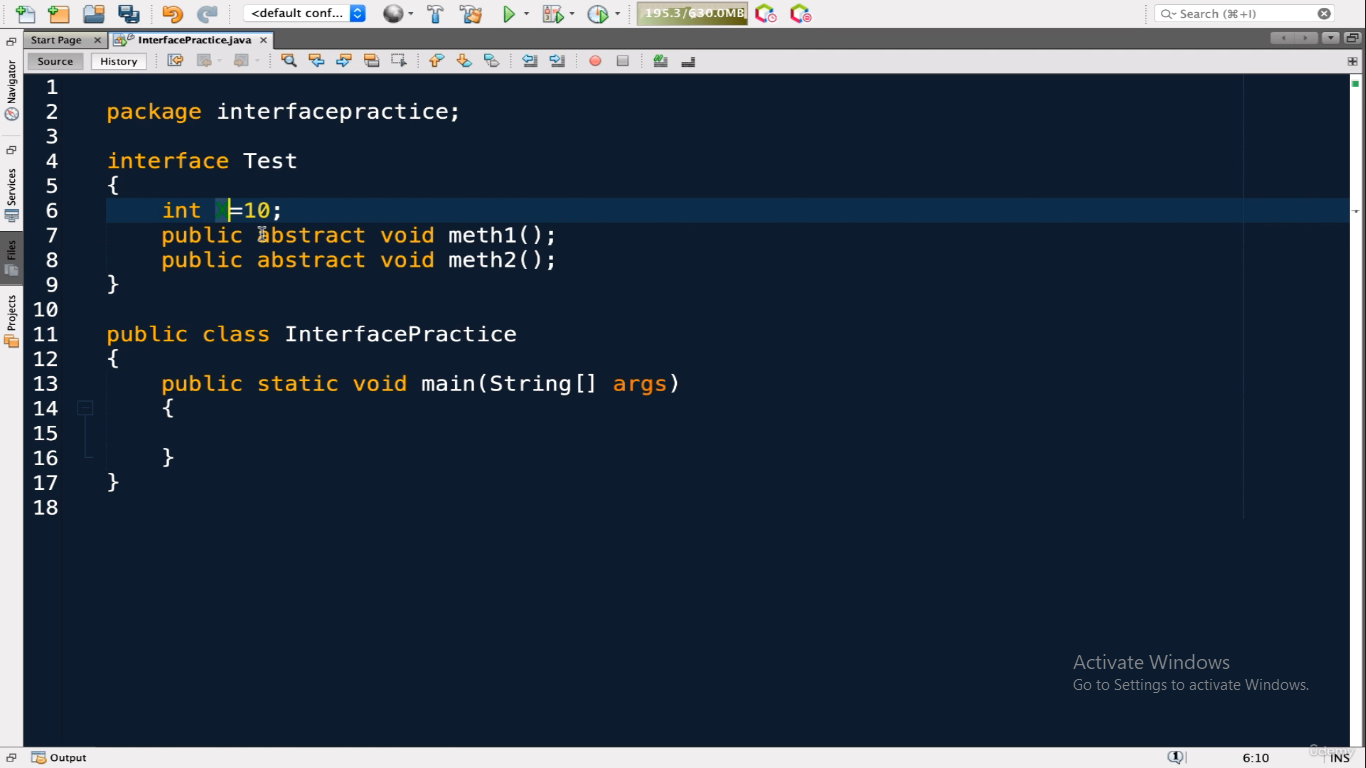 <default conf...
195.3/630.0MB
Search (⌘+I)
Start Page
InterfacePractice.java
Source
History
Navigator
Services
Files
Projects
1
2 package interfacepractice;
3
4 interface Test
5 {
6 int =10;
7 public abstract void meth1();
8 public abstract void meth2();
9 }
10
11 public class InterfacePractice
12 {
13 public static void main(String[] args)
14 {
15
16 }
17 }
18
Activate Windows
Go to Settings to activate Windows.
Output
1
6:10
INS
Udemy